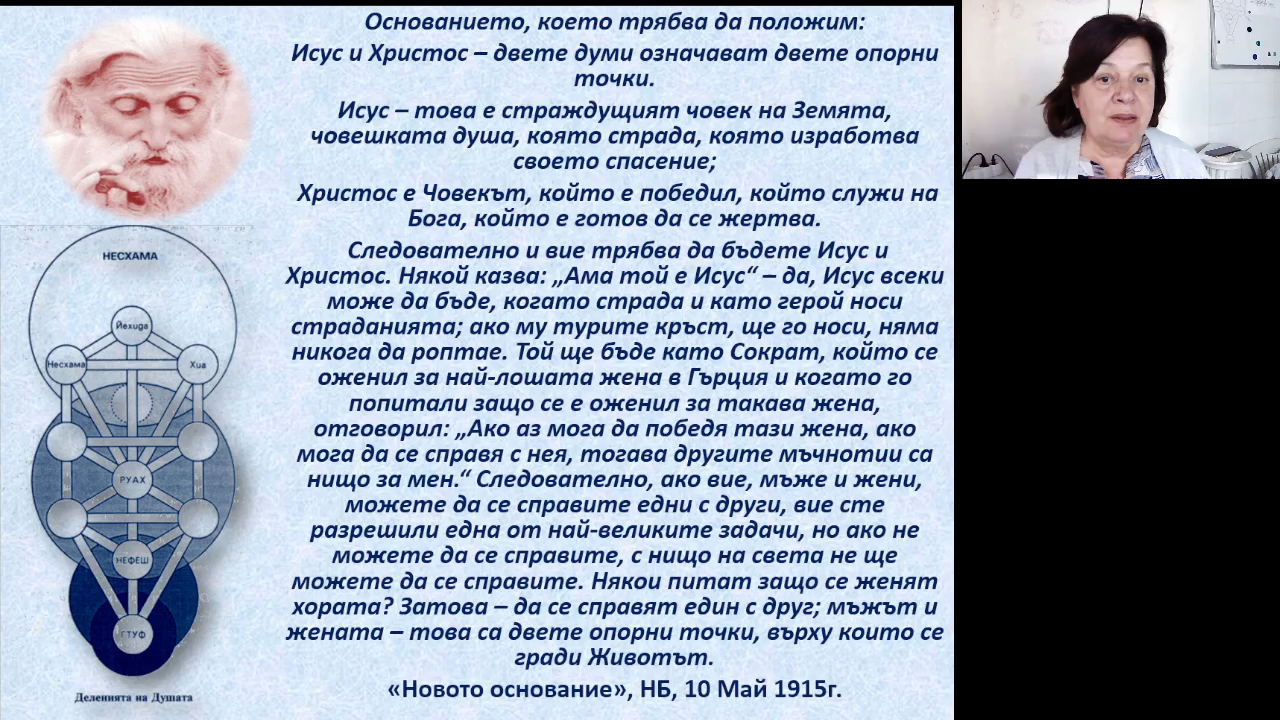 Основанието, което трябва да положим:
Исус и Христос – двете думи означават двете опорни
точки.
Исус – това е страждущият човек на Земята,
човешката душа, която страда, която изработва
своето спасение;
Христос е Човекът, който е победил, който служи на
Бога, който е готов да се жертва.
Следователно и вие трябва да бъдете Исус и
Христос. Някой казва: „Ама той е Исус“ – да, Исус всеки
може да бъде, когато страда и като герой носи
страданията; ако му турите кръст, ще го носи, няма
никога да роптае. Той ще бъде като Сократ, който се
оженил за най-лошата жена в Гърция и когато го
попитали защо се е оженил за такава жена,
отговорил: „Ако аз мога да победя тази жена, ако
мога да се справя с нея, тогава другите мъчнотии са
нищо за мен.“ Следователно, ако вие, мъже и жени,
можете да се справите едни с други, вие сте
разрешили една от най-великите задачи, но ако не
можете да се справите, с нищо на света не ще
можете да се справите. Някои питат защо се женят
хората? Затова – да се справят един с друг; мъжът и
жената – това са двете опорни точки, върху които се
гради Животът.
«Новото основание», НБ, 10 Май 1915г.
НЕСХАМА
Йехида
Несхама
Хиа
РУАХ
НЕФЕШ
ГТУФ
Деленията на Душата